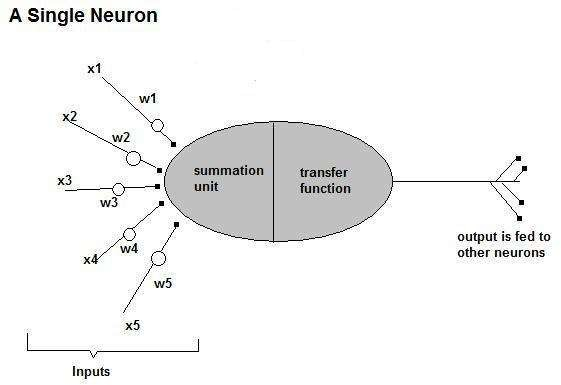 A Single Neuron
x1
w1
x2
w2
x3
w3
x4
w4
x5
w5
summation
unit
transfer
function
output is fed to
other neurons
Inputs